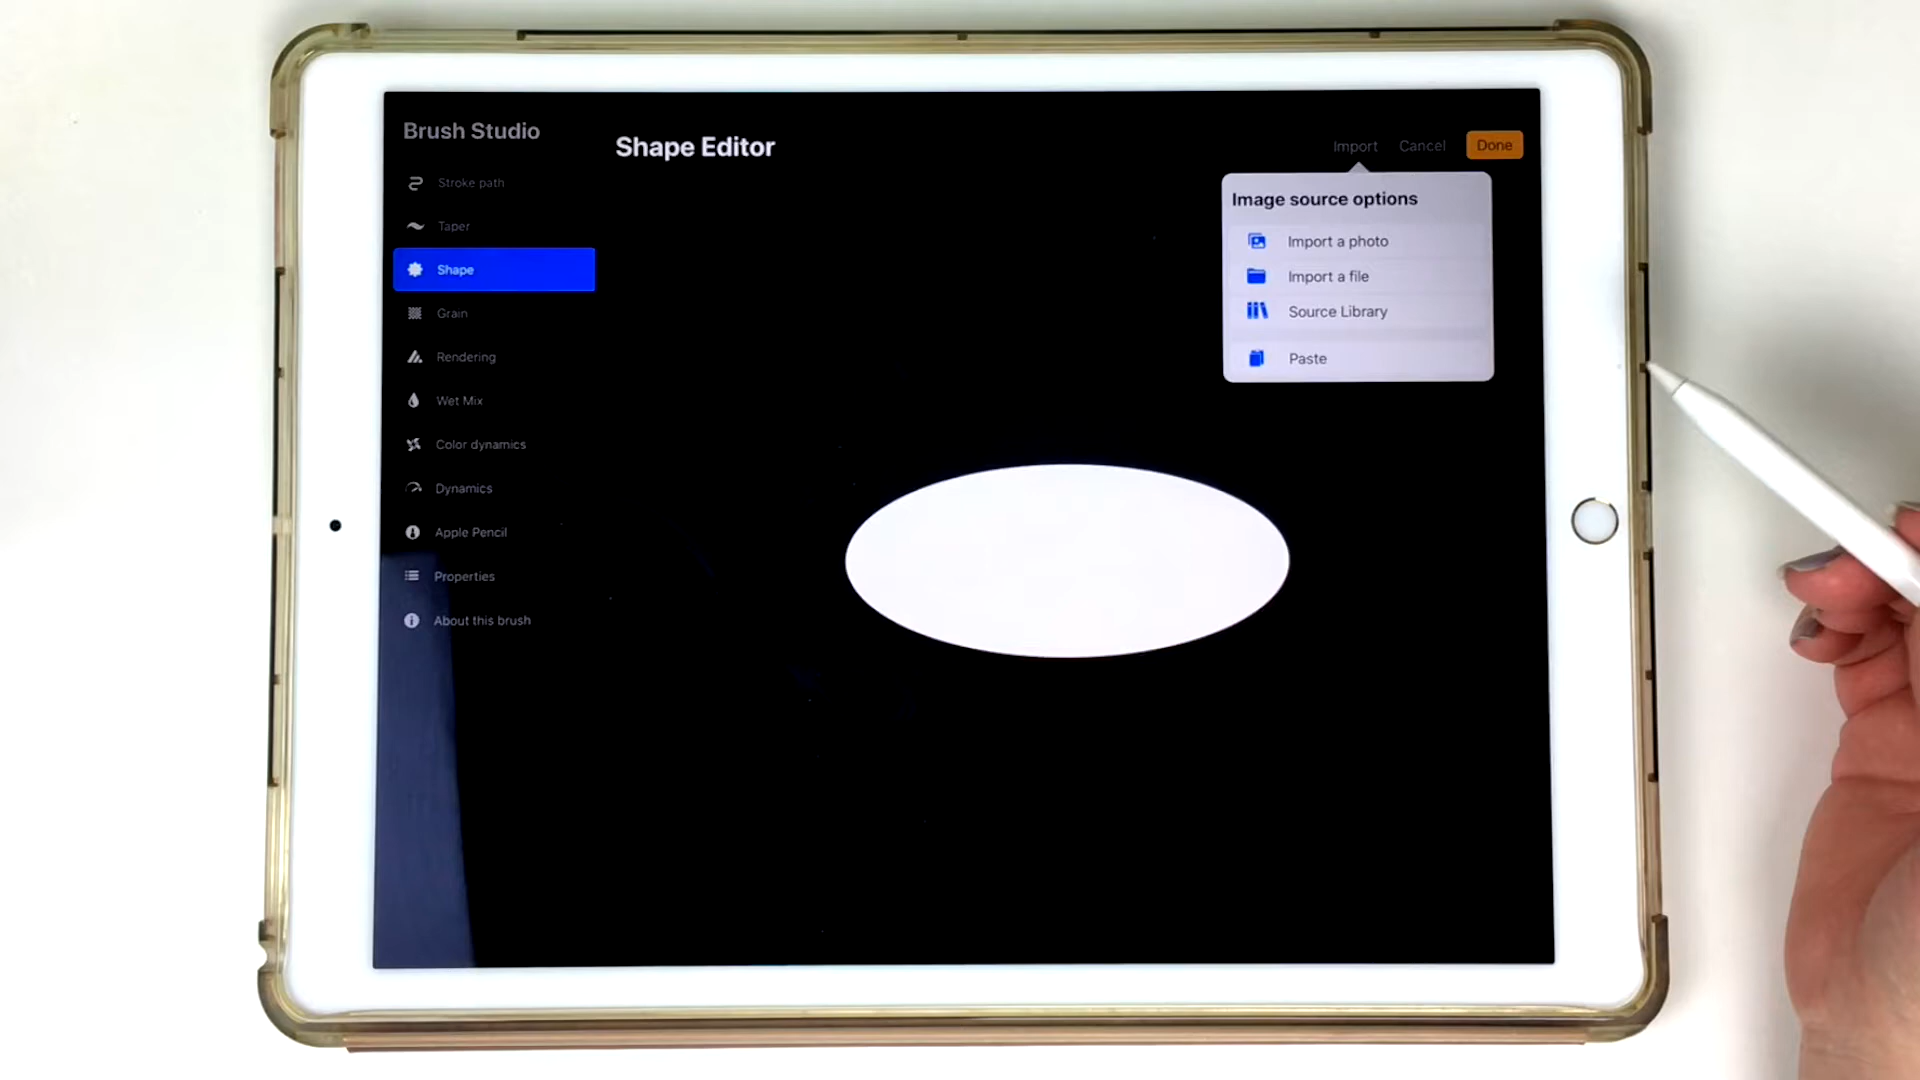 Brush Studio
Stroke path
Taper
Shape
Grain
Rendering
Wet Mix
Color dynamics
Dynamics
Apple Pencil
Properties
About this brush
Shape Editor
Import
Cancel
Done
Image source options
Import a photo
Import a file
Source Library
Paste